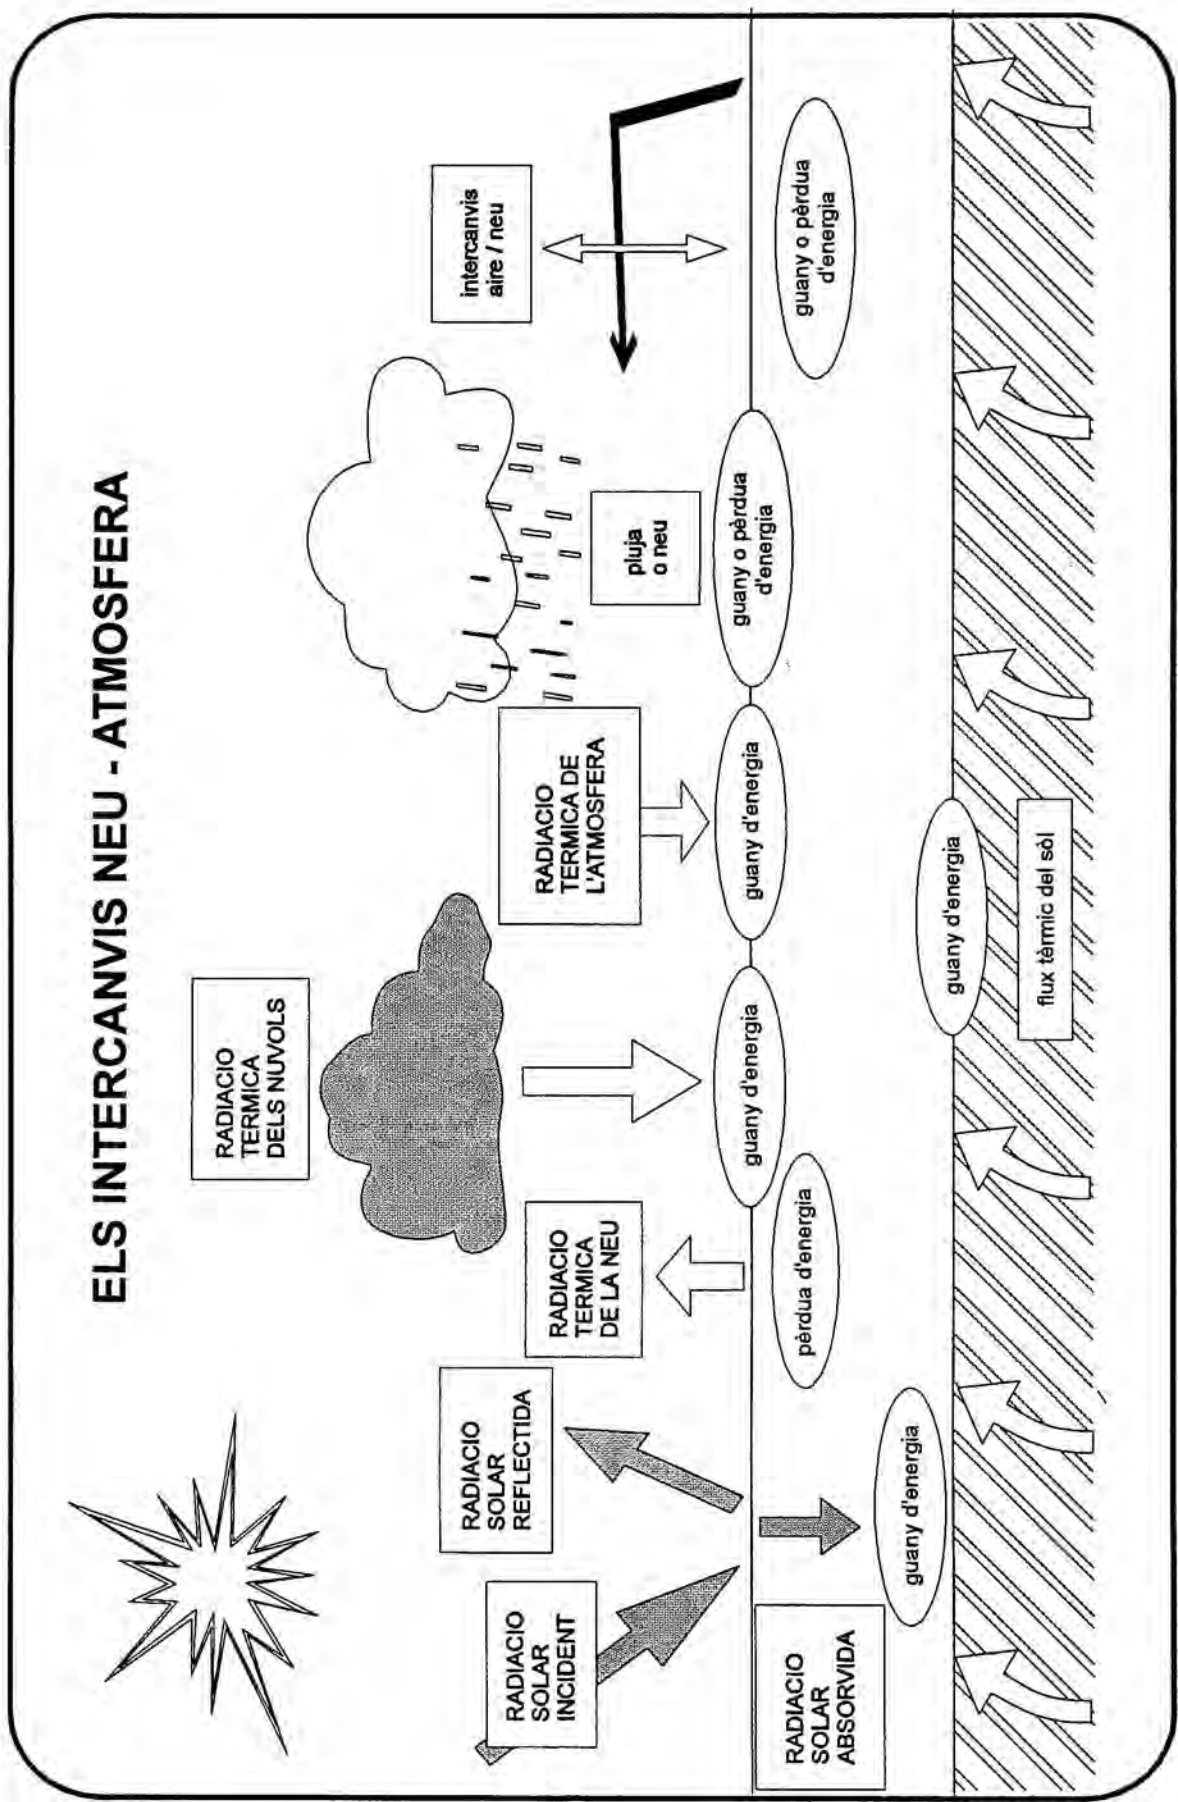 ELS INTERCANVIS NEU - ATMOSFERA
RADIACIO
SOLAR
INCIDENT
RADIACIO
SOLAR
REFLECTIDA
RADIACIO
SOLAR
ABSORVIDA
guany d'energia
RADIACIO
TERMICA
DE LA NEU
pèrdua d'energia
RADIACIO
TERMICA
DELS NUVOLS
guany d'energia
RADIACIO
TERMICA DE
L'ATMOSFERA
guany d'energia
pluja
o neu
guany o pèrdua
d'energia
intercanvis
aire / neu
guany o pèrdua
d'energia
guany d'energia
flux tèrmic del sòl